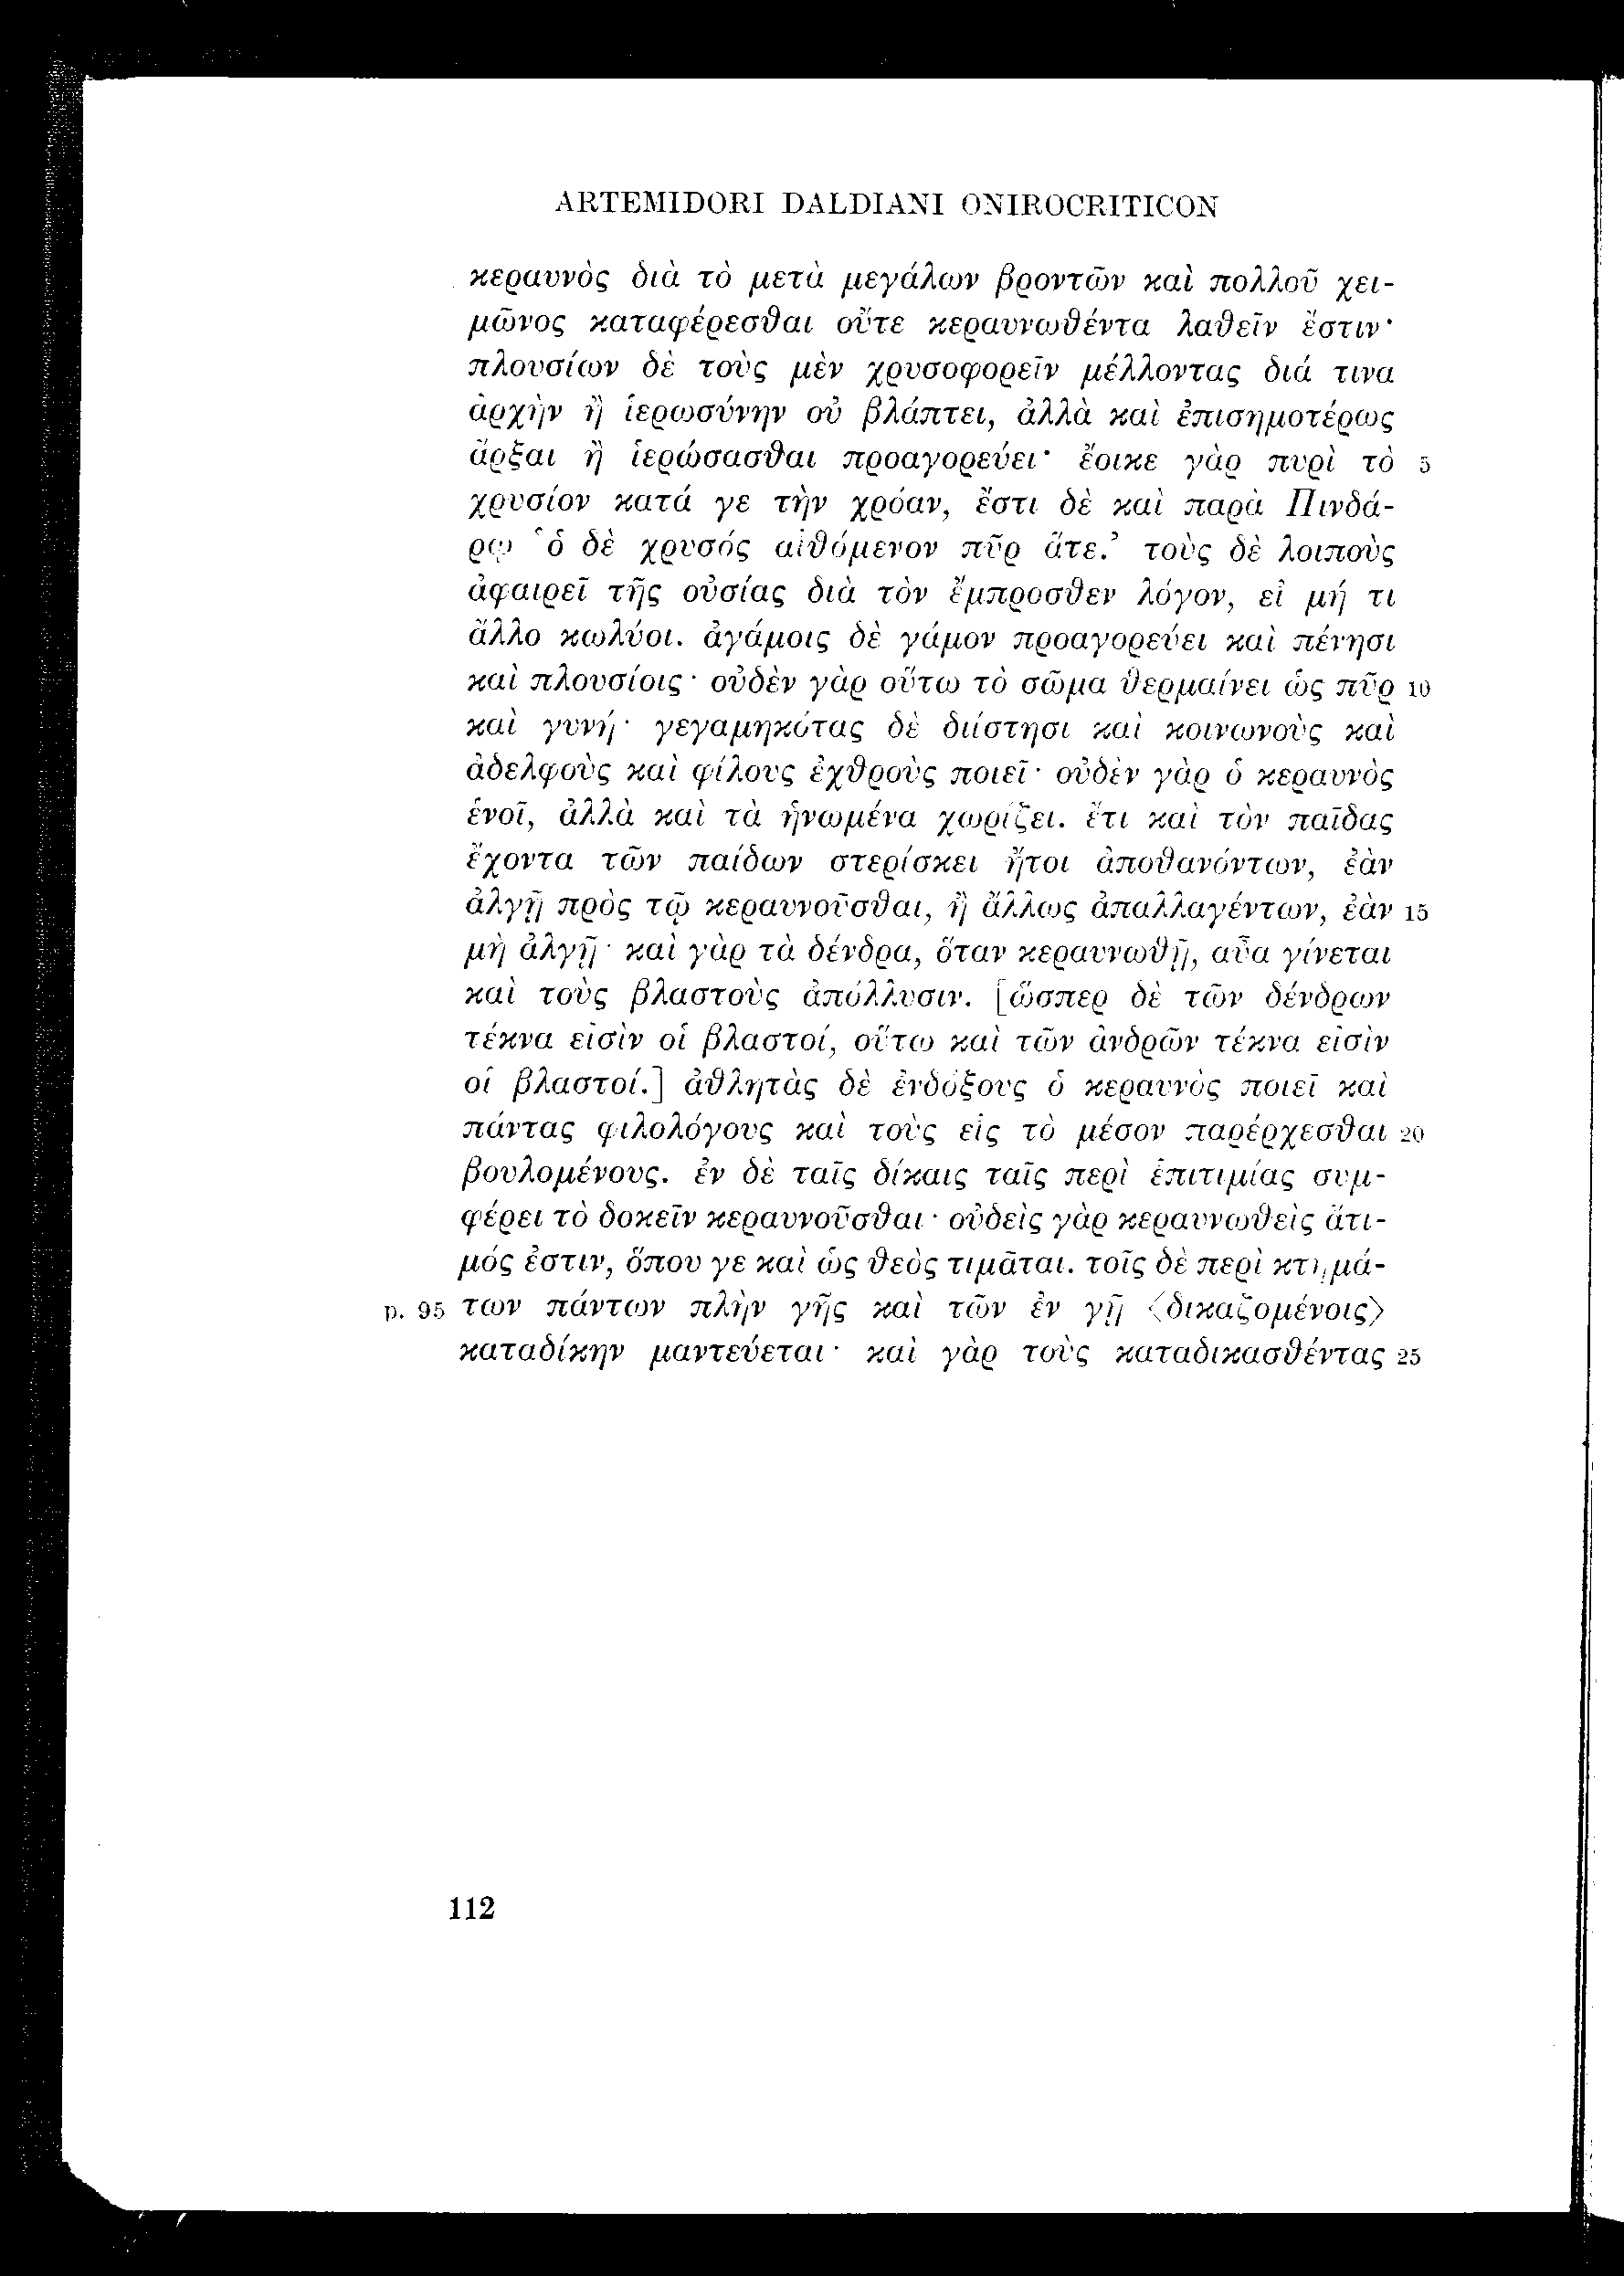 ARTEMIDORI DALDIANI ONIROCRITICON
κεραυνὸς διὰ τὸ μετὰ μεγάλων βροντῶν καὶ πολλοῦ χει-
μῶνος καταφέρεσθαι οὔτε κεραυνωθέντα λαθεῖν ἔστιν·
πλουσίων δὲ τοὺς μὲν χρυσοφορεῖν μέλλοντας διά τινα
ἀρχὴν ἢ ἱερωσύνην οὐ βλάπτει, ἀλλὰ καὶ ἐπισημοτέρως
ἄρξαι ἢ ἱερώσασθαι προαγορεύει· ἔοικε γὰρ πυρὶ τὸ 5
χρυσίον κατά γε τὴν χρόαν, ἔστι δὲ καὶ παρὰ Πινδά-
ρῳ ‘ὁ δὲ χρυσός αἰθόμενον πῦρ ἅτε.’ τοὺς δὲ λοιποὺς
ἀφαιρεῖ τῆς οὐσίας διὰ τὸν ἔμπροσθεν λόγον, εἰ μή τι
ἄλλο κωλύοι. ἀγάμοις δὲ γάμον προαγορεύει καὶ πένησι
καὶ πλουσίοις· οὐδὲν γὰρ οὕτω τὸ σῶμα θερμαίνει ὡς πῦρ 10
καὶ γυνή· γεγαμηκότας δὲ διίστησι καὶ κοινωνοὺς καὶ
ἀδελφοὺς καὶ φίλους ἐχθροὺς ποιεῖ· οὐδὲν γὰρ ὁ κεραυνὸς
ἑνοῖ, ἀλλὰ καὶ τὰ ἡνωμένα χωρίζει. ἔτι καὶ τὸν παῖδας
ἔχοντα τῶν παίδων στερίσκει ἤτοι ἀποθανόντων, ἐὰν
ἀλγῇ πρὸς τῷ κεραυνοῦσθαι, ἢ ἄλλως ἀπαλλαγέντων, ἐὰν 15
μὴ ἀλγῇ· καὶ γὰρ τὰ δένδρα, ὅταν κεραυνωθῇ, αὖα γίνεται
καὶ τοὺς βλαστοὺς ἀπόλλυσιν. [ὥσπερ δὲ τῶν δένδρων
τέκνα εἰσὶν οἱ βλαστοί, οὕτω καὶ τῶν ἀνδρῶν τέκνα εἰσὶν
οἱ βλαστοί.] ἀθλητὰς δὲ ἐνδόξους ὁ κεραυνὸς ποιεῖ καὶ
πάντας φιλολόγους καὶ τοὺς εἰς τὸ μέσον παρέρχεσθαι 20
βουλομένους. ἐν δὲ ταῖς δίκαις ταῖς περὶ ἐπιτιμίας συμ-
φέρει τὸ δοκεῖν κεραυνοῦσθαι· οὐδεὶς γὰρ κεραυνωθεὶς ἄτι-
μός ἐστιν, ὅπου γε καὶ ὡς θεὸς τιμᾶται. τοῖς δὲ περὶ κτημά-
p. 95 των πάντων πλὴν γῆς καὶ τῶν ἐν γῇ ⟨δικαζομένοις⟩
καταδίκην μαντεύεται· καὶ γὰρ τοὺς καταδικασθέντας 25
112